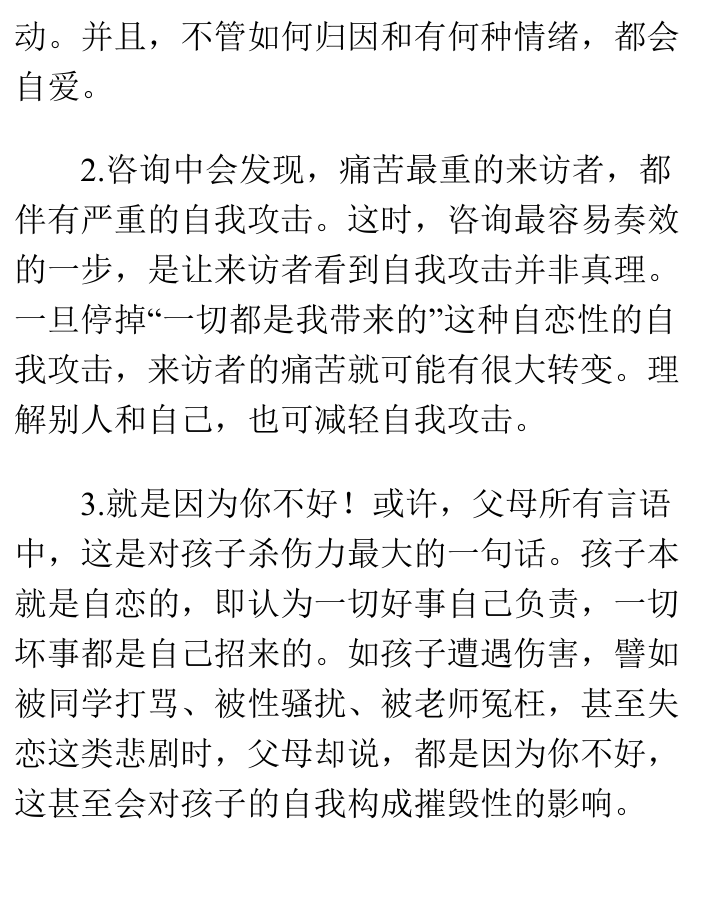 动。并且，不管如何归因和有何种情绪，都会
自爱。
2.咨询中会发现，痛苦最重的来访者，都
伴有严重的自我攻击。这时，咨询最容易奏效
的一步，是让来访者看到自我攻击并非真理。
一旦停掉“一切都是我带来的”这种自恋性的自
我攻击，来访者的痛苦就可能有很大转变。理
解别人和自己，也可减轻自我攻击。
3.就是因为你不好！或许，父母所有言语
中，这是对孩子杀伤力最大的一句话。孩子本
就是自恋的，即认为一切好事自己负责，一切
坏事都是自己招来的。如孩子遭遇伤害，譬如
被同学打骂、被性骚扰、被老师冤枉，甚至失
恋这类悲剧时，父母却说，都是因为你不好，
这甚至会对孩子的自我构成摧毁性的影响。